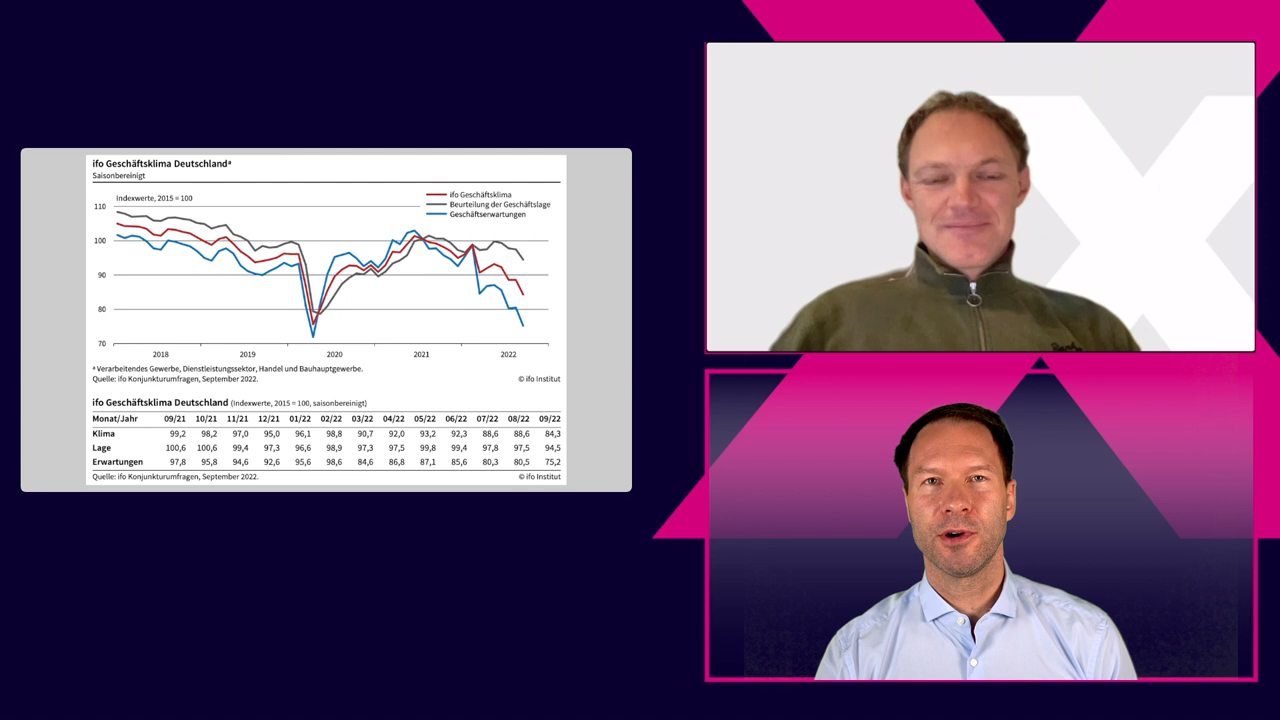 ifo Geschäftsklima Deutschlandᵃ
Saisonbereinigt
Indexwerte, 2015 = 100
ifo Geschäftsklima
Beurteilung der Geschäftslage
Geschäftserwartungen
110
100
90
80
70
2018 2019 2020 2021 2022
ᵃ Verarbeitendes Gewerbe, Dienstleistungssektor, Handel und Bauhauptgewerbe.
Quelle: ifo Konjunkturumfragen, September 2022. © ifo Institut
ifo Geschäftsklima Deutschland (Indexwerte, 2015 = 100, saisonbereinigt)
Monat/Jahr 09/21 10/21 11/21 12/21 01/22 02/22 03/22 04/22 05/22 06/22 07/22 08/22 09/22
Klima 99,2 98,2 97,0 95,0 96,1 98,8 90,7 92,0 93,2 92,3 88,6 88,6 84,3
Lage 100,6 100,6 99,4 97,3 96,6 98,9 97,3 97,5 99,8 99,4 97,8 97,5 94,5
Erwartungen 97,8 95,8 94,6 92,6 95,6 98,6 84,6 86,8 87,1 85,6 80,3 80,5 75,2
Quelle: ifo Konjunkturumfragen, September 2022. © ifo Institut